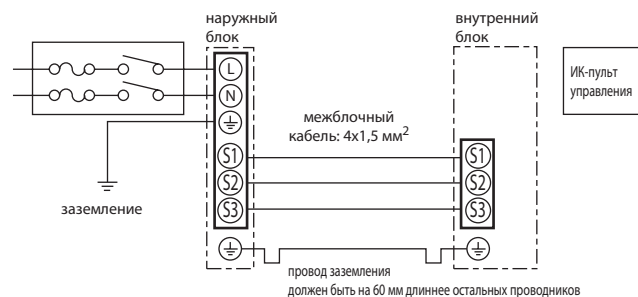 наружный
блок
внутренний
блок
ИК-пульт
управления
L
N
межблочный
кабель: 4x1,5 мм²
S1
S2
S3
S1
S2
S3
заземление
провод заземления
должен быть на 60 мм длиннее остальных проводников